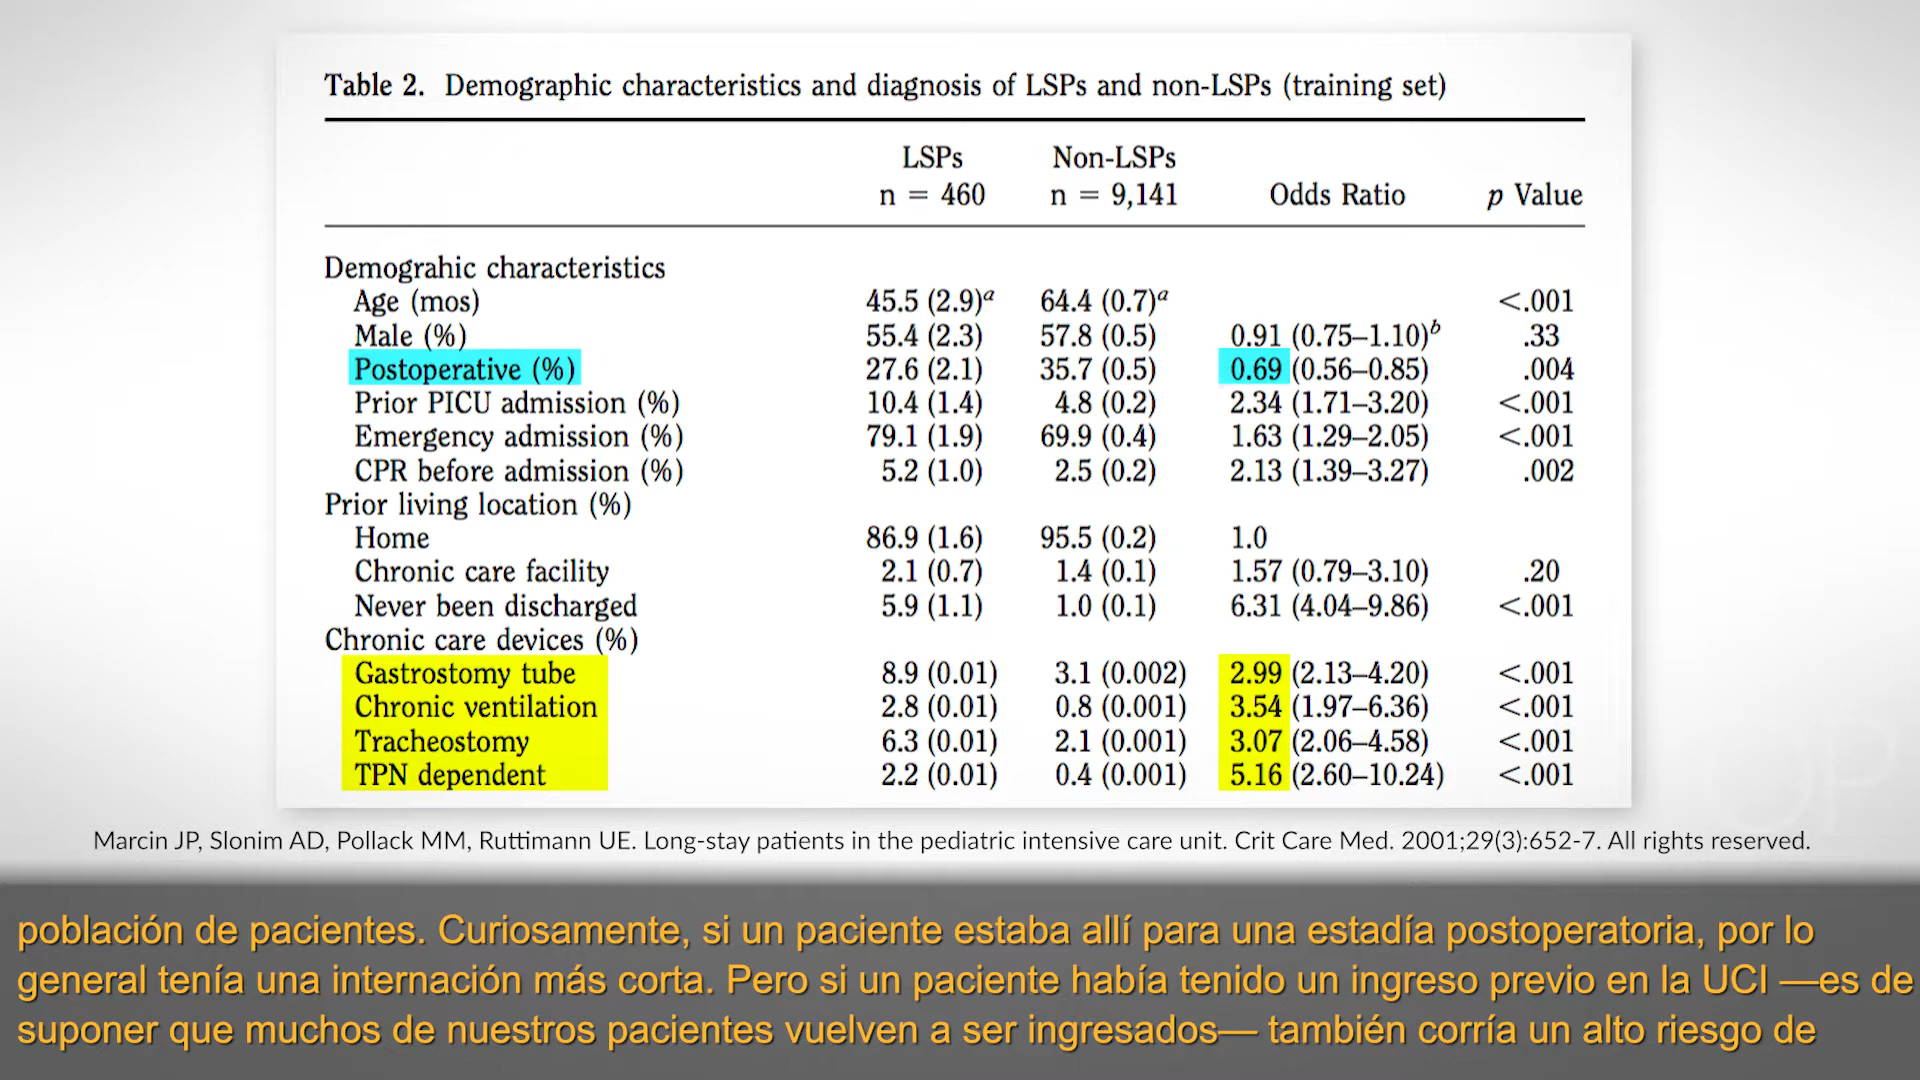 Table 2. Demographic characteristics and diagnosis of LSPs and non-LSPs (training set)
LSPs Non-LSPs
n = 460 n = 9,141 Odds Ratio p Value
Demograhic characteristics
Age (mos) 45.5 (2.9)a 64.4 (0.7)a <.001
Male (%) 55.4 (2.3) 57.8 (0.5) 0.91 (0.75–1.10)b .33
Postoperative (%) 27.6 (2.1) 35.7 (0.5) 0.69 (0.56–0.85) .004
Prior PICU admission (%) 10.4 (1.4) 4.8 (0.2) 2.34 (1.71–3.20) <.001
Emergency admission (%) 79.1 (1.9) 69.9 (0.4) 1.63 (1.29–2.05) <.001
CPR before admission (%) 5.2 (1.0) 2.5 (0.2) 2.13 (1.39–3.27) .002
Prior living location (%)
Home 86.9 (1.6) 95.5 (0.2) 1.0
Chronic care facility 2.1 (0.7) 1.4 (0.1) 1.57 (0.79–3.10) .20
Never been discharged 5.9 (1.1) 1.0 (0.1) 6.31 (4.04–9.86) <.001
Chronic care devices (%)
Gastrostomy tube 8.9 (0.01) 3.1 (0.002) 2.99 (2.13–4.20) <.001
Chronic ventilation 2.8 (0.01) 0.8 (0.001) 3.54 (1.97–6.36) <.001
Tracheostomy 6.3 (0.01) 2.1 (0.001) 3.07 (2.06–4.58) <.001
TPN dependent 2.2 (0.01) 0.4 (0.001) 5.16 (2.60–10.24) <.001
OP
Marcin JP, Slonim AD, Pollack MM, Ruttimann UE. Long-stay patients in the pediatric intensive care unit. Crit Care Med. 2001;29(3):652-7. All rights reserved.
población de pacientes. Curiosamente, si un paciente estaba allí para una estadía postoperatoria, por lo
general tenía una internación más corta. Pero si un paciente había tenido un ingreso previo en la UCI —es de
suponer que muchos de nuestros pacientes vuelven a ser ingresados— también corría un alto riesgo de